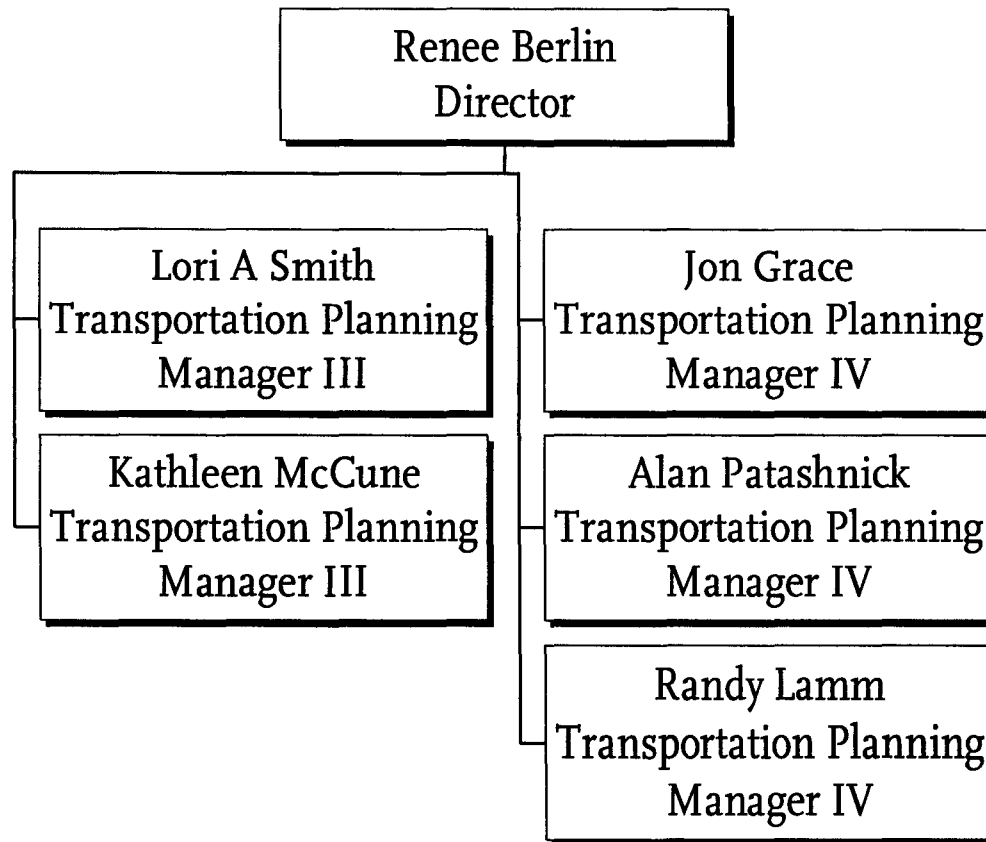 Renee Berlin
Director
Lori A Smith
Transportation Planning
Manager III
Kathleen McCune
Transportation Planning
Manager III
Jon Grace
Transportation Planning
Manager IV
Alan Patashnick
Transportation Planning
Manager IV
Randy Lamm
Transportation Planning
Manager IV